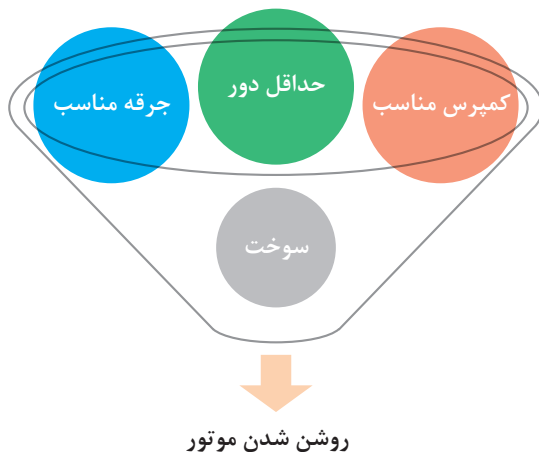 کمپرس مناسب
حداقل دور
جرقه مناسب
سوخت
روشن شدن موتور